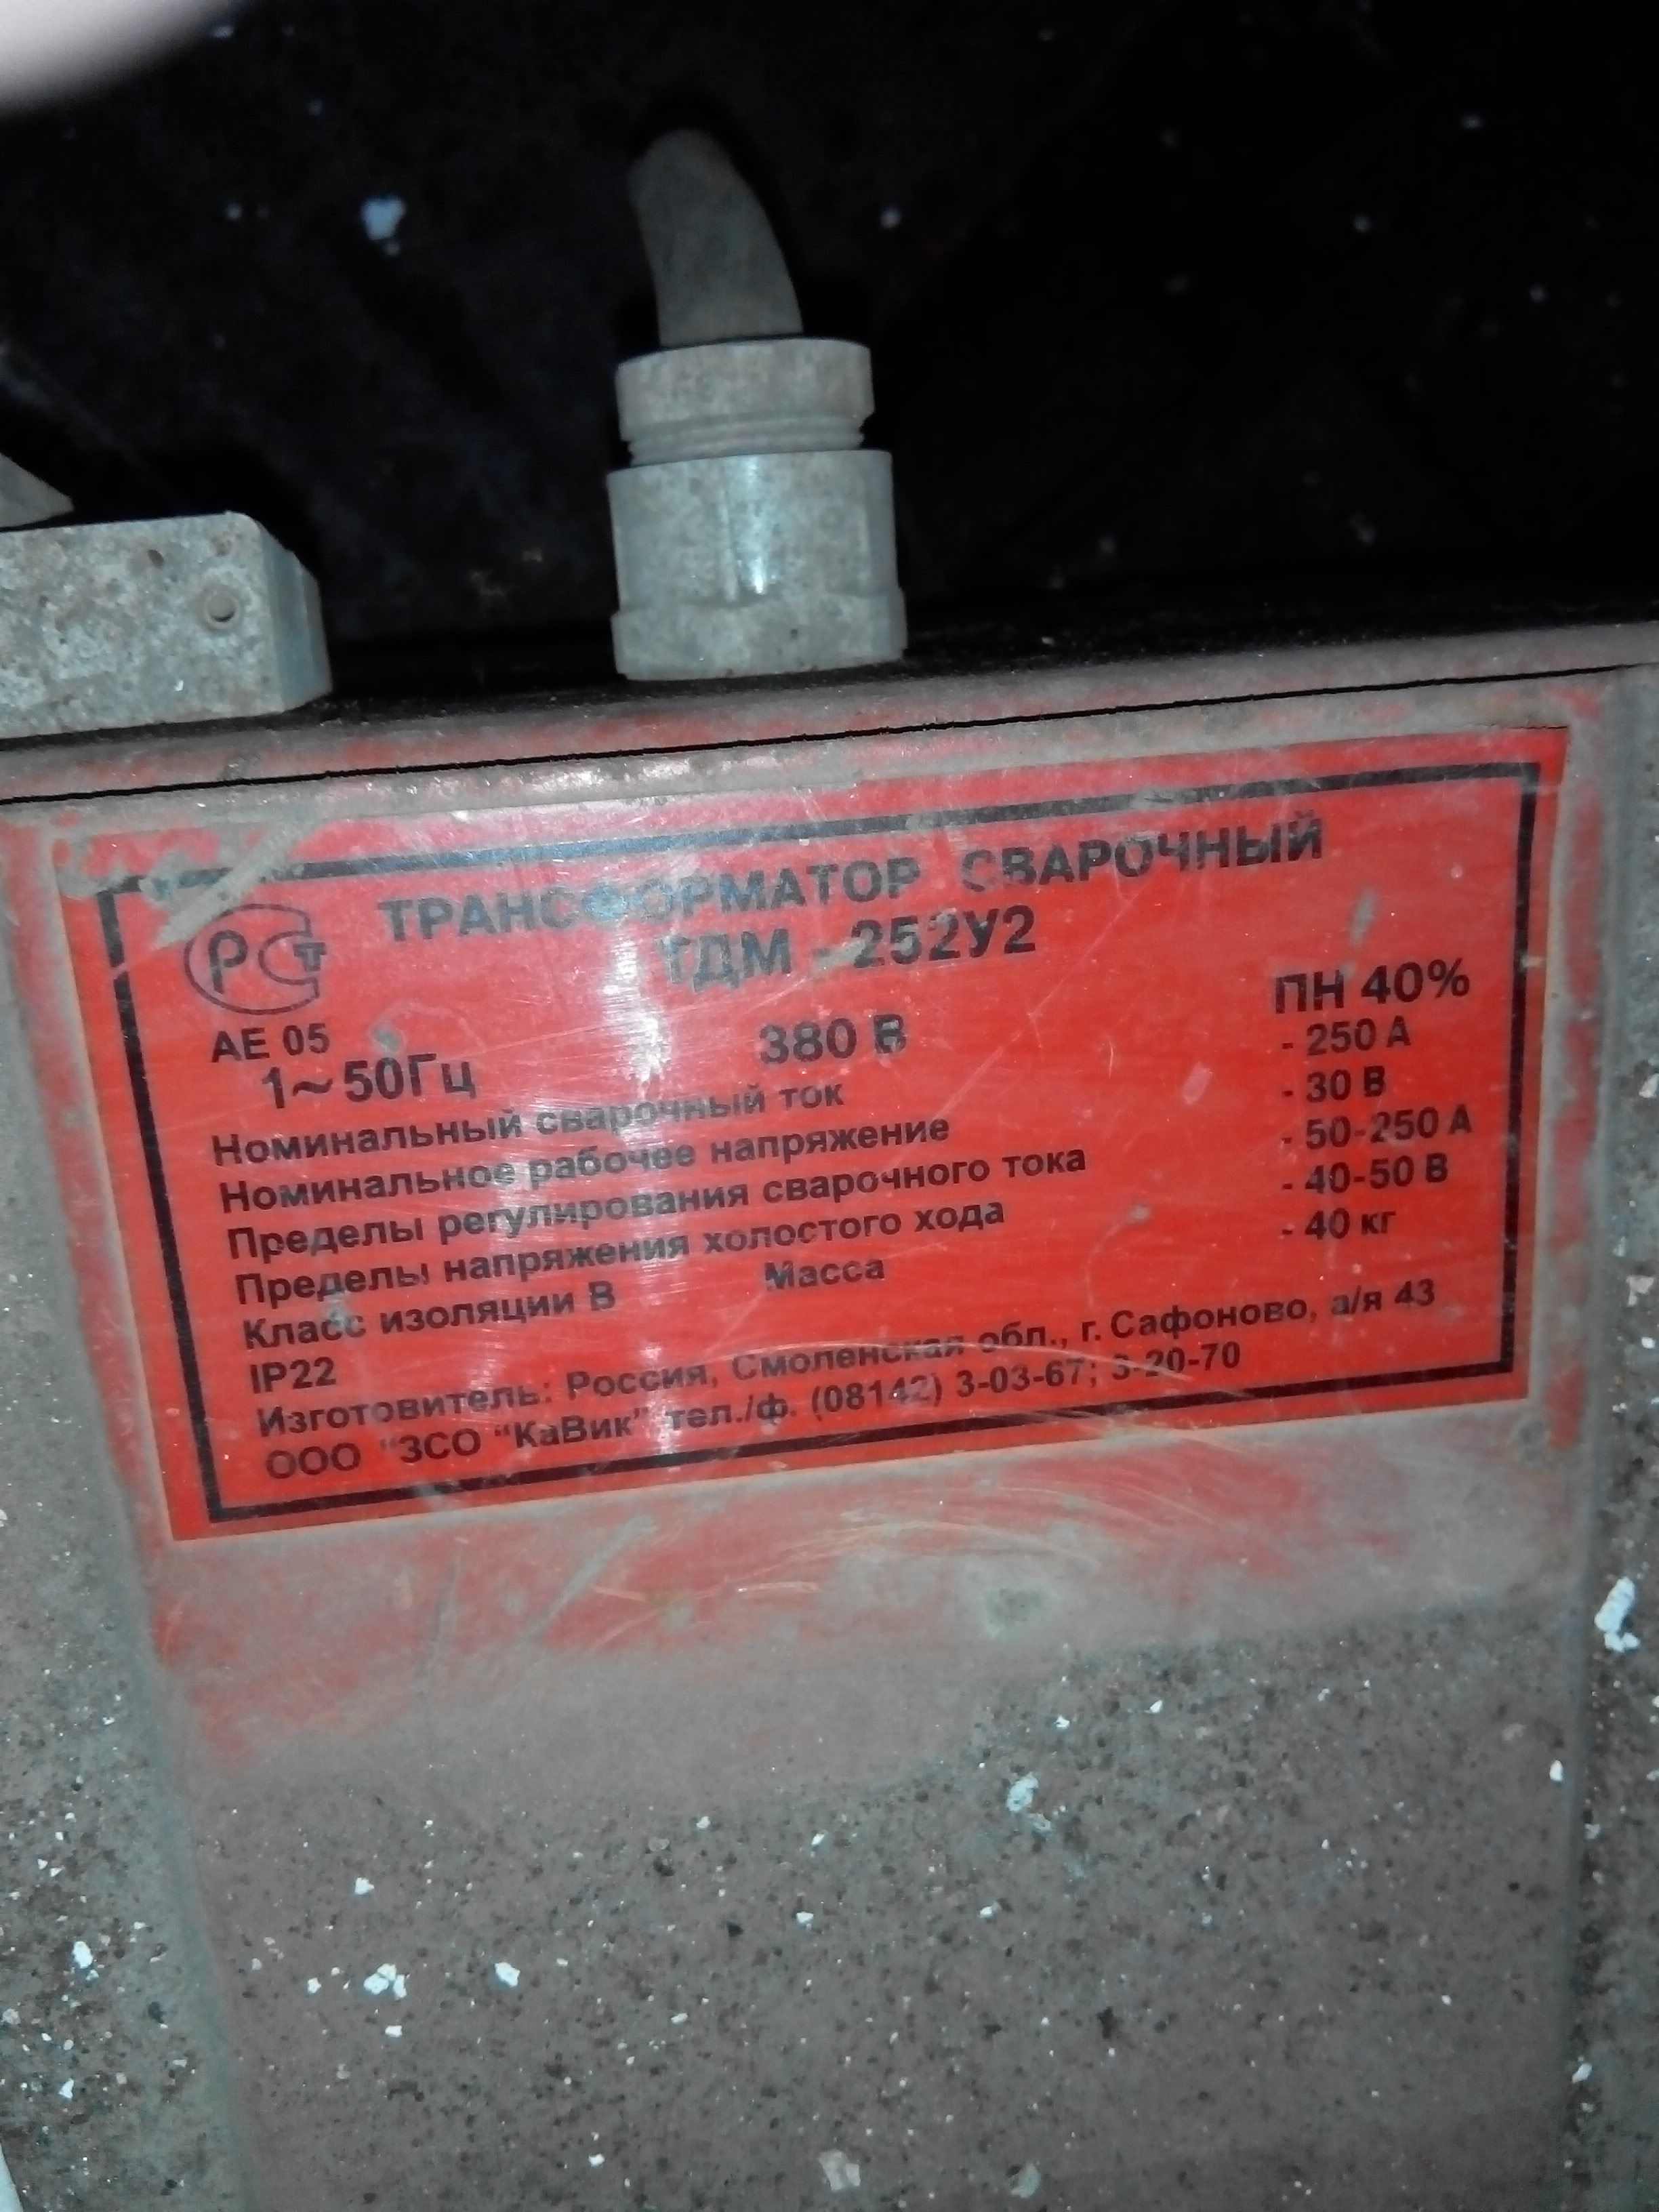 ТРАНСФОРМАТОР СВАРОЧНЫЙ
РСТ ТДМ - 252У2
АЕ 05 ПН 40%
1~50Гц 380 В
Номинальный сварочный ток - 250 А
Номинальное рабочее напряжение - 30 В
Пределы регулирования сварочного тока - 50-250 А
Пределы напряжения холостого хода - 40-50 В
Класс изоляции В Масса - 40 кг
IP22
Изготовитель: Россия, Смоленская обл., г. Сафоново, а/я 43
ООО "ЗСО "КаВик" тел./ф. (08142) 3-03-67; 3-20-70